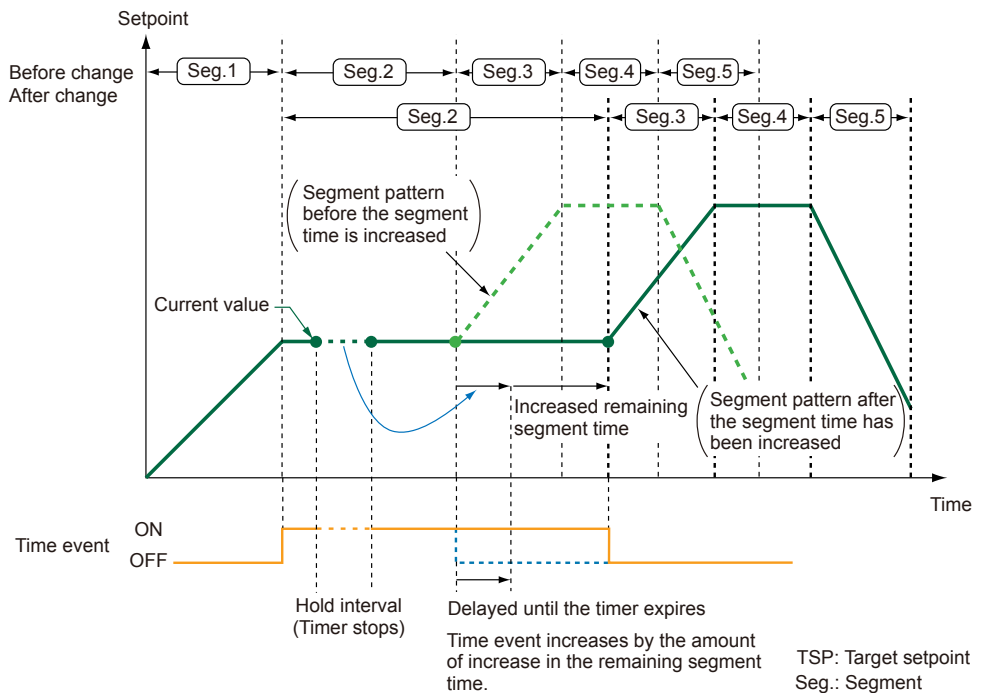 Setpoint
Before change
After change
Seg.1
Seg.2
Seg.3
Seg.4
Seg.5
Seg.2
Seg.3
Seg.4
Seg.5
Segment pattern
before the segment
time is increased
Current value
Increased remaining
segment time
Segment pattern after
the segment time has
been increased
Time
Time event
ON
OFF
Hold interval
(Timer stops)
Delayed until the timer expires
Time event increases by the amount
of increase in the remaining segment
time.
TSP: Target setpoint
Seg.: Segment